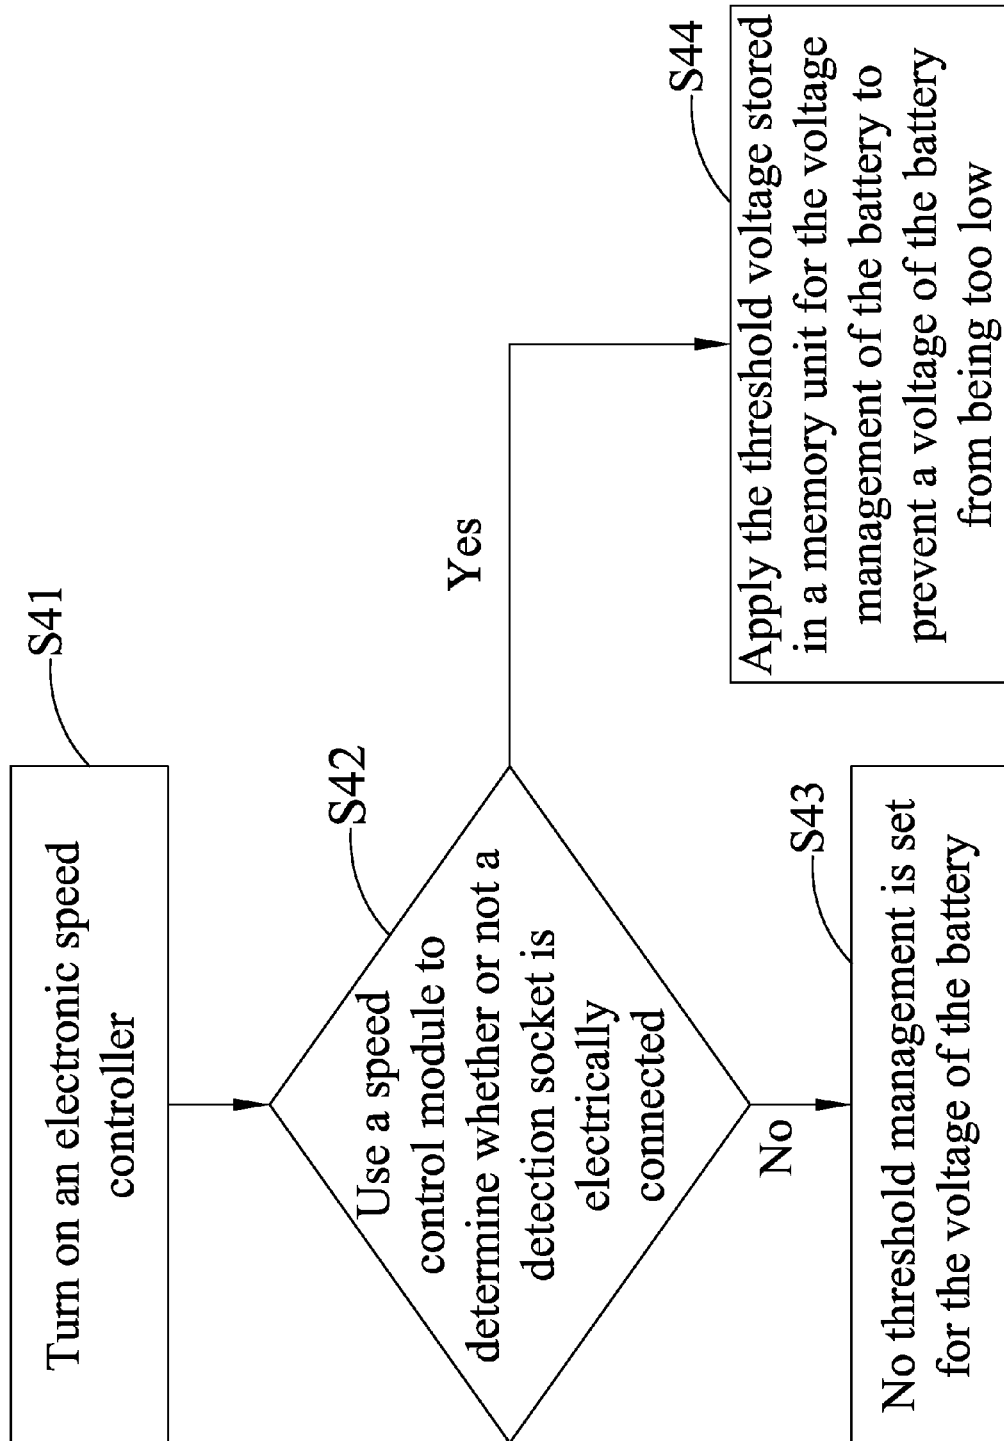 Turn on an electronic speed
controller
S41
Use a speed
control module to
determine whether or not a
detection socket is
electrically
connected
S42
Yes
No
No threshold management is set
for the voltage of the battery
S43
Apply the threshold voltage stored
in a memory unit for the voltage
management of the battery to
prevent a voltage of the battery
from being too low
S44